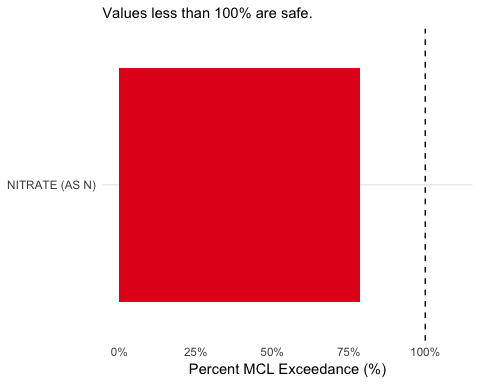 Values less than 100% are safe.
NITRATE (AS N)
0% 25% 50% 75% 100%
Percent MCL Exceedance (%)